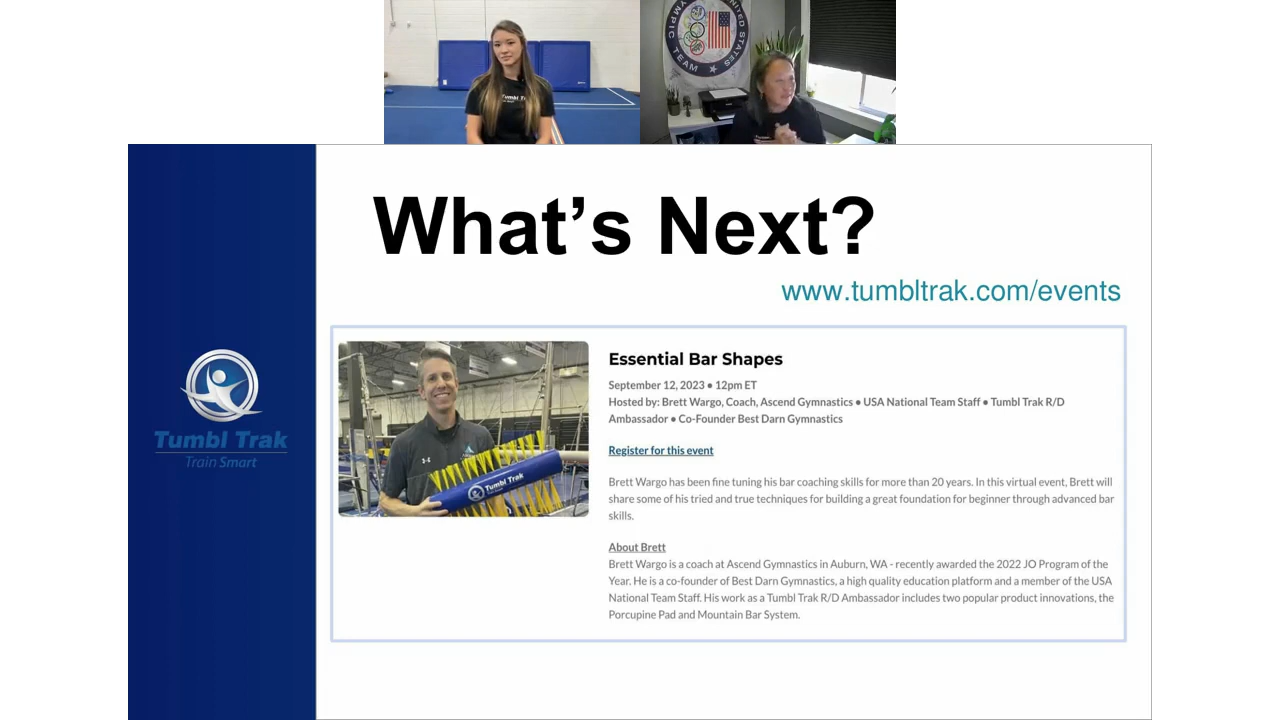 UNITED STATES
OLYMPIC TEAM
Tumbl Trak
What's Next?
www.tumbltrak.com/events
Essential Bar Shapes
September 12, 2023 • 12pm ET
Hosted by: Brett Wargo, Coach, Ascend Gymnastics • USA National Team Staff • Tumbl Trak R/D
Ambassador • Co-Founder Best Darn Gymnastics
Register for this event
Tumbl Trak
Brett Wargo has been fine tuning his bar coaching skills for more than 20 years. In this virtual event, Brett will
share some of his tried and true techniques for building a great foundation for beginner through advanced bar
skills.
About Brett
Brett Wargo is a coach at Ascend Gymnastics in Auburn, WA - recently awarded the 2022 JO Program of the
Year. He is a co-founder of Best Darn Gymnastics, a high quality education platform and a member of the USA
National Team Staff. His work as a Tumbl Trak R/D Ambassador includes two popular product innovations, the
Porcupine Pad and Mountain Bar System.
Tumbl Trak
Train Smart